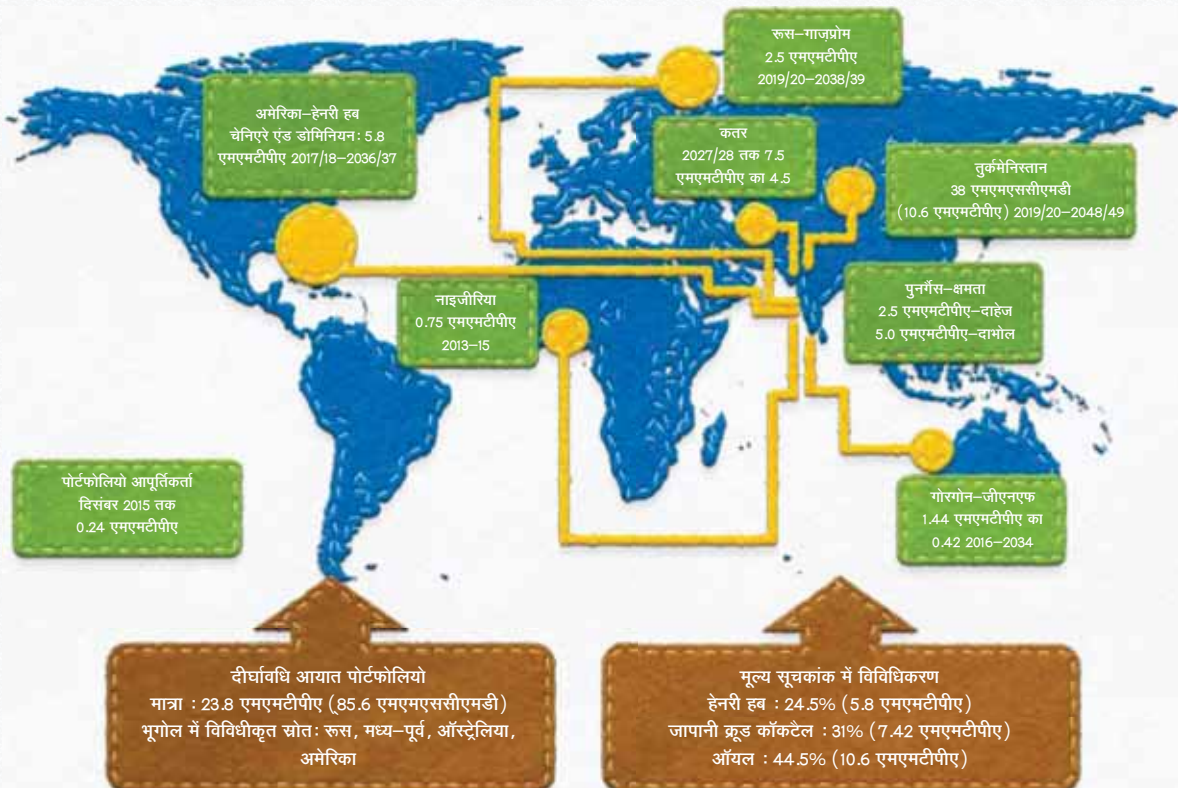 रूस–गाज़प्रोम
2.5 एमएमटीपीए
2019/20–2038/39
अमेरिका–हेनरी हब
चेनिएरे एंड डोमिनियन: 5.8
एमएमटीपीए 2017/18–2036/37
कतर
2027/28 तक 7.5
एमएमटीपीए का 4.5
तुर्कमेनिस्तान
38 एमएमएससीएमडी
(10.6 एमएमटीपीए) 2019/20–2048/49
नाइजीरिया
0.75 एमएमटीपीए
2013–15
पुनर्गैस–क्षमता
2.5 एमएमटीपीए–दाहेज
5.0 एमएमटीपीए–दाभोल
पोर्टफोलियो आपूर्तिकर्ता
दिसंबर 2015 तक
0.24 एमएमटीपीए
गोरगोन–जीएनएफ
1.44 एमएमटीपीए का
0.42 2016–2034
दीर्घावधि आयात पोर्टफोलियो
मात्रा : 23.8 एमएमटीपीए (85.6 एमएमएससीएमडी)
भूगोल में विविधीकृत स्रोत: रूस, मध्य–पूर्व, ऑस्ट्रेलिया,
अमेरिका
मूल्य सूचकांक में विविधिकरण
हेनरी हब : 24.5% (5.8 एमएमटीपीए)
जापानी क्रूड कॉकटैल : 31% (7.42 एमएमटीपीए)
ऑयल : 44.5% (10.6 एमएमटीपीए)